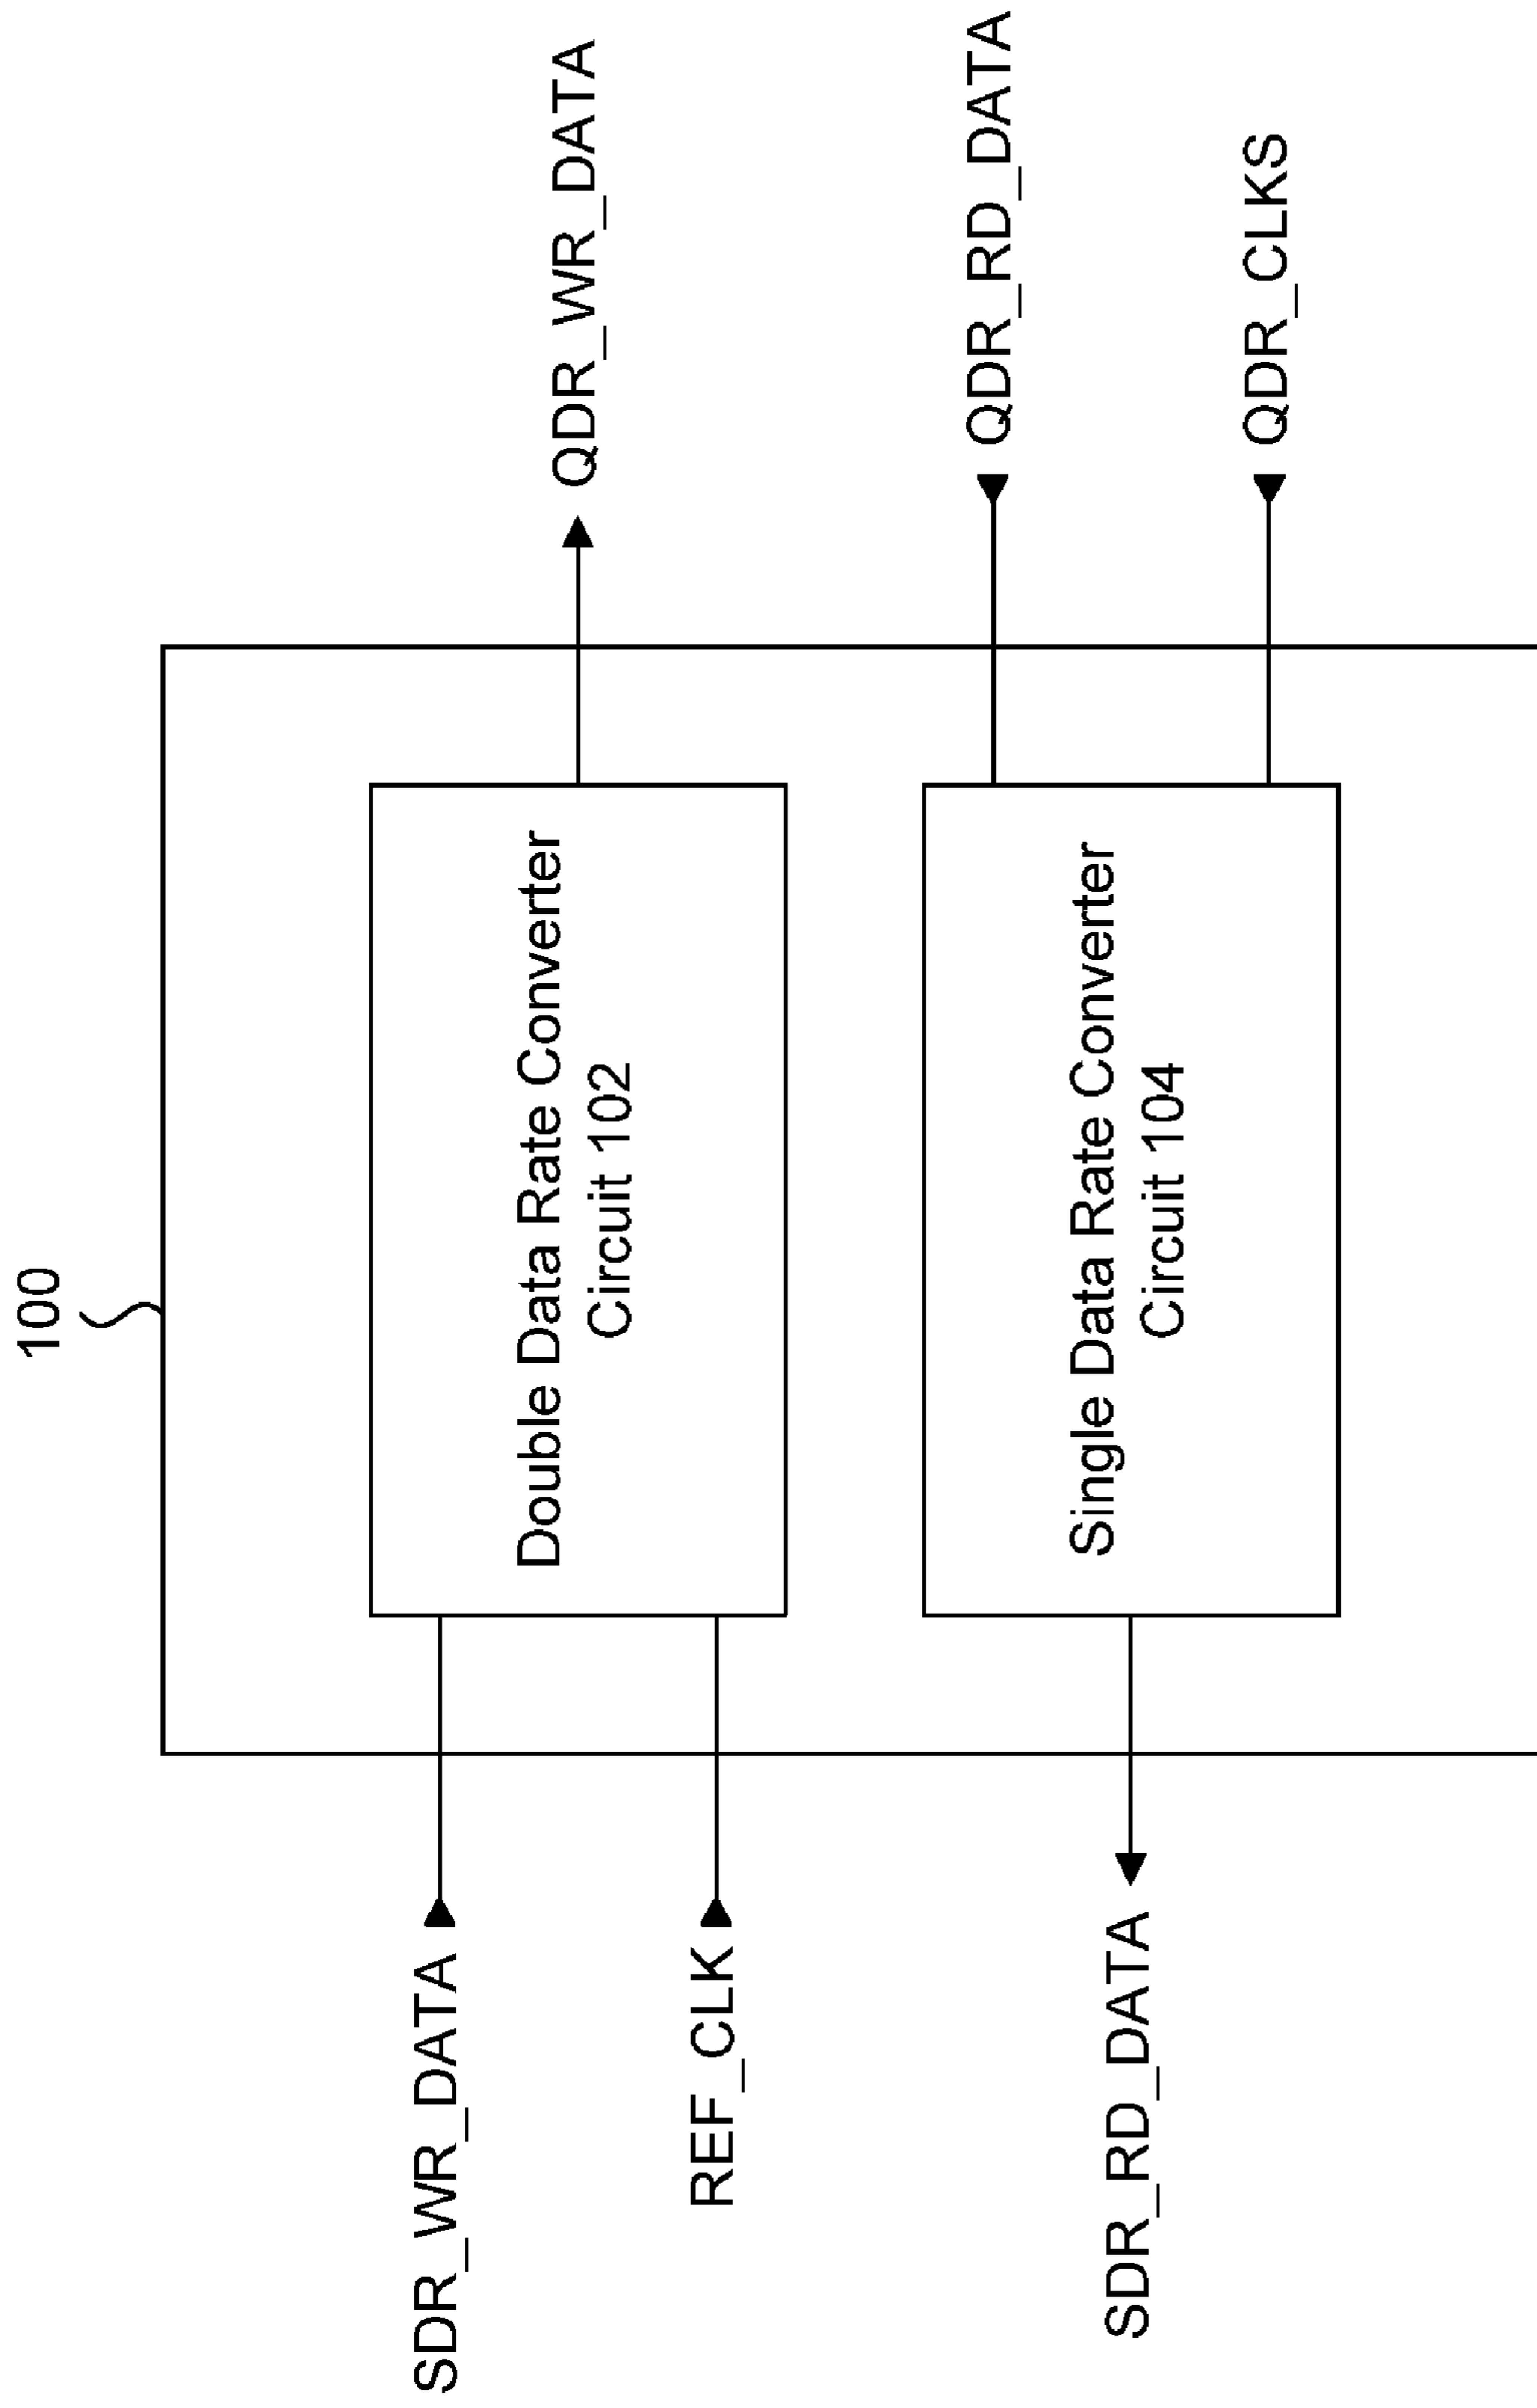 100
SDR_WR_DATA
Double Data Rate Converter
Circuit 102
QDR_WR_DATA
REF_CLK
SDR_RD_DATA
Single Data Rate Converter
Circuit 104
QDR_RD_DATA
QDR_CLKS